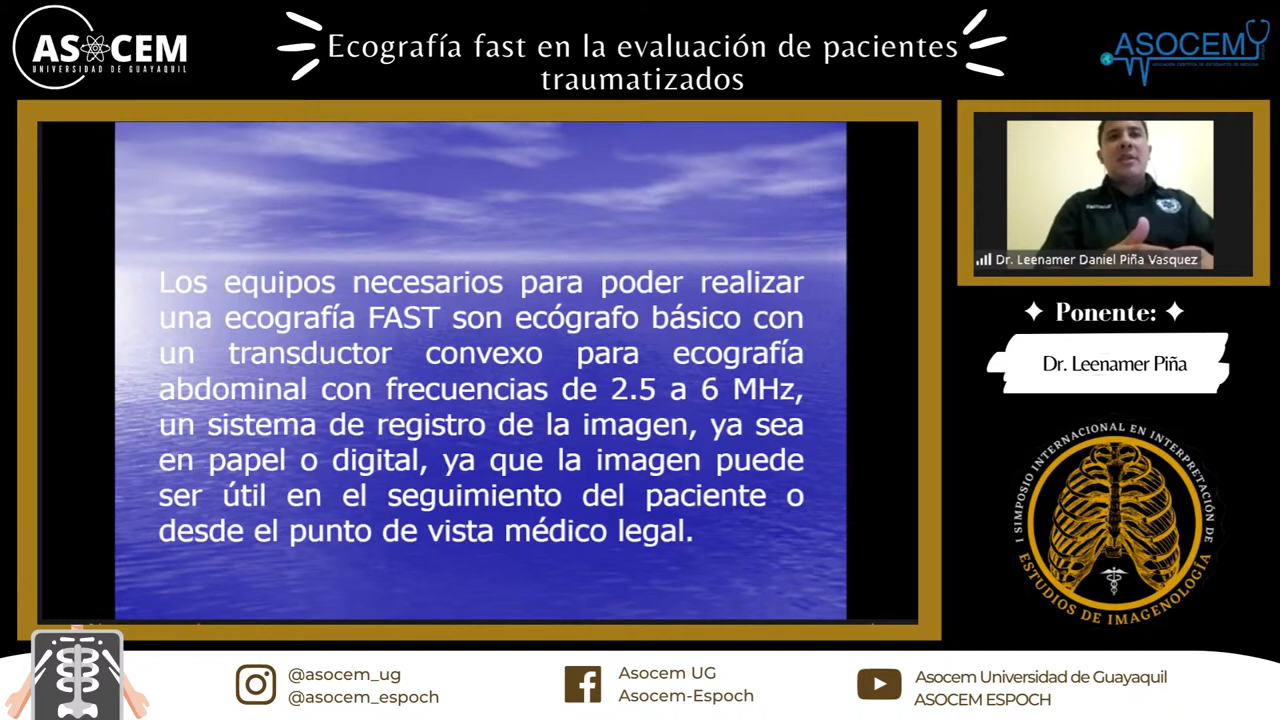 ASOCEM
UNIVERSIDAD DE GUAYAQUIL
Ecografía fast en la evaluación de pacientes
traumatizados
ASOCEM
Los equipos necesarios para poder realizar
una ecografía FAST son ecógrafo básico con
un transductor convexo para ecografía
abdominal con frecuencias de 2.5 a 6 MHz,
un sistema de registro de la imagen, ya sea
en papel o digital, ya que la imagen puede
ser útil en el seguimiento del paciente o
desde el punto de vista médico legal.
Dr. Leenamer Daniel Piña Vasquez
Ponente:
Dr. Leenamer Piña
I SIMPOSIO INTERNACIONAL EN INTERPRETACIÓN DE
ESTUDIOS DE IMAGENOLOGÍA
@asocem_ug
@asocem_espoch
Asocem UG
Asocem-Espoch
Asocem Universidad de Guayaquil
ASOCEM ESPOCH